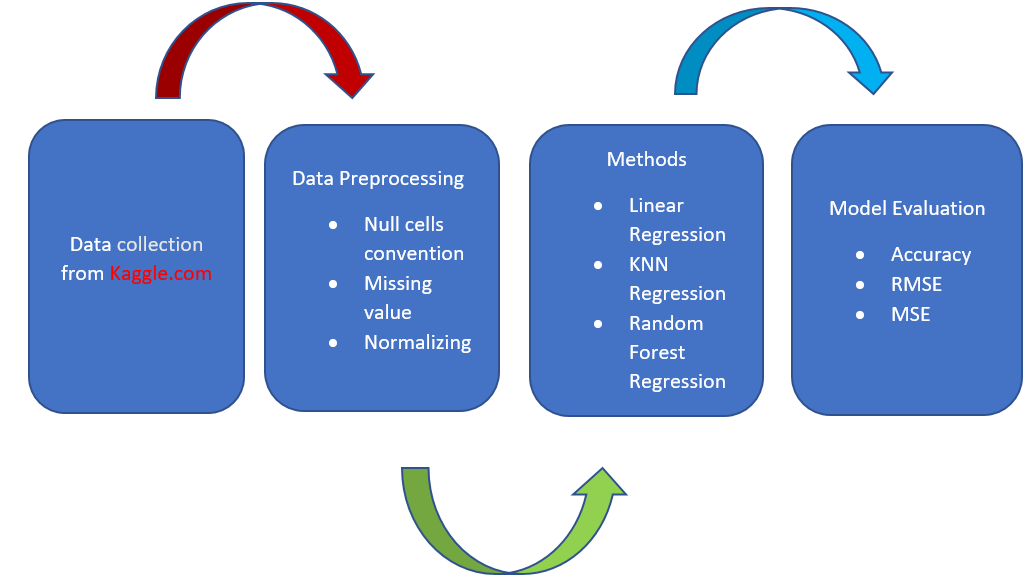 Data collection
from Kaggle.com
Data Preprocessing
• Null cells
convention
• Missing
value
• Normalizing
Methods
• Linear
Regression
• KNN
Regression
• Random
Forest
Regression
Model Evaluation
• Accuracy
• RMSE
• MSE